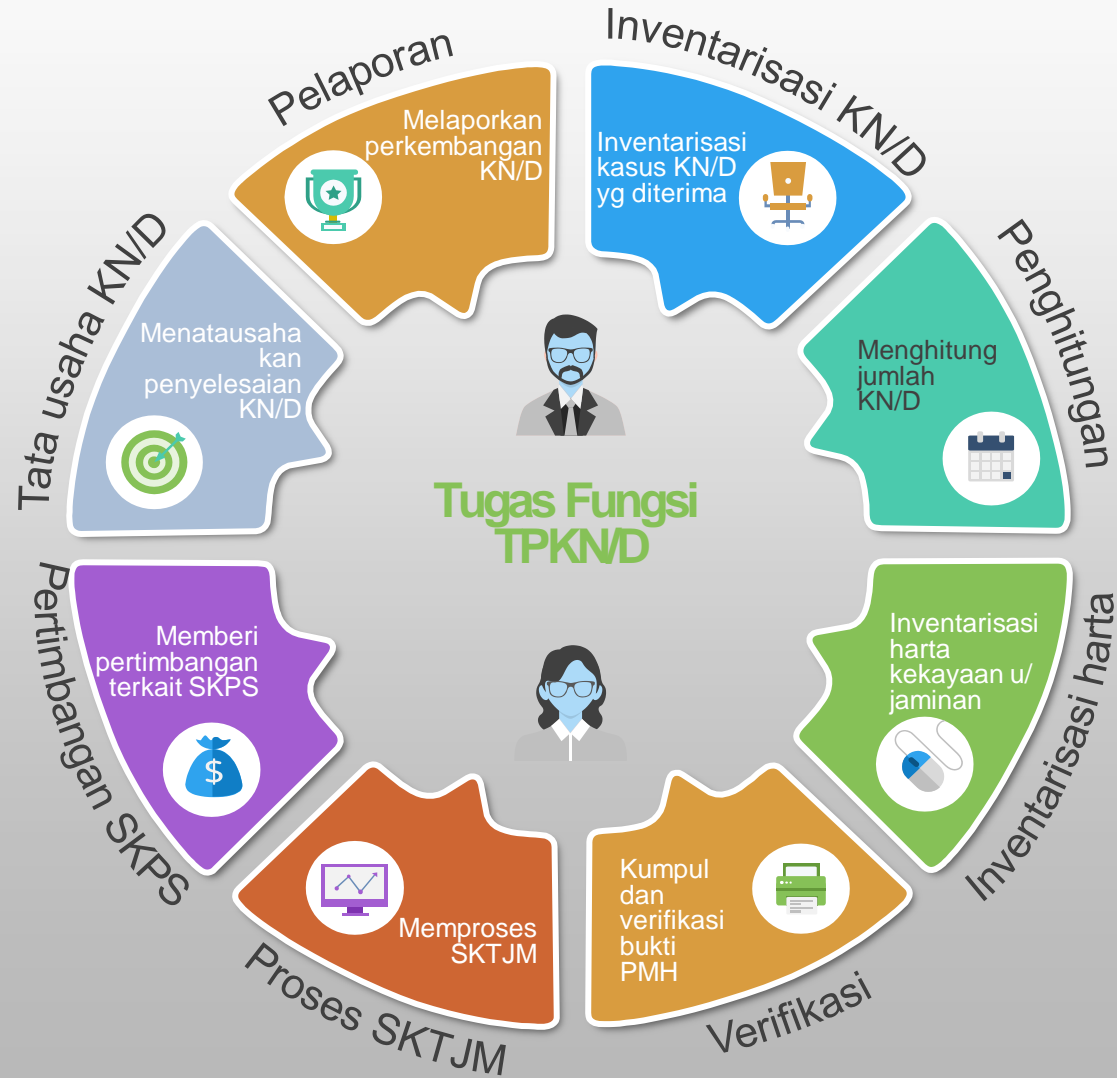 Tugas Fungsi
TPKN/D
Inventarisasi KN/D
Inventarisasi
kasus KN/D
yg diterima
Penghitungan
Menghitung
jumlah
KN/D
Inventarisasi harta
Inventarisasi
harta
kekayaan u/
jaminan
Verifikasi
Kumpul
dan
verifikasi
bukti
PMH
Proses SKTJM
Memproses
SKTJM
Pertimbangan SKPS
Memberi
pertimbangan
terkait SKPS
Tata usaha KN/D
Menatausaha
kan
penyelesaian
KN/D
Pelaporan
Melaporkan
perkembangan
KN/D
$